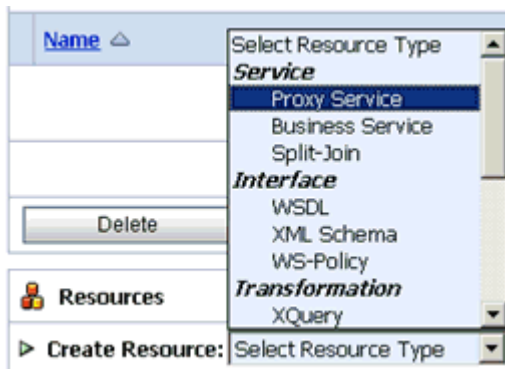 Name
Select Resource Type
Service
Proxy Service
Business Service
Split-Join
Interface
WSDL
XML Schema
WS-Policy
Transformation
XQuery
Delete
Resources
Create Resource: Select Resource Type